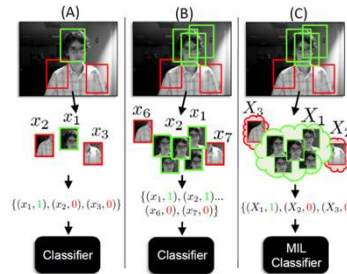 (A) (B) (C)
x₂ x₁ x₃
x₆ x₂ x₁ x₇
X₃ X₁ X₂
{(x₁, 1), (x₂, 0), (x₃, 0)}
{(x₁, 1), (x₂, 1)...
(x₆, 0), (x₇, 0)}
{(X₁, 1), (X₂, 0), (X₃, 0
Classifier
Classifier
MIL
Classifier